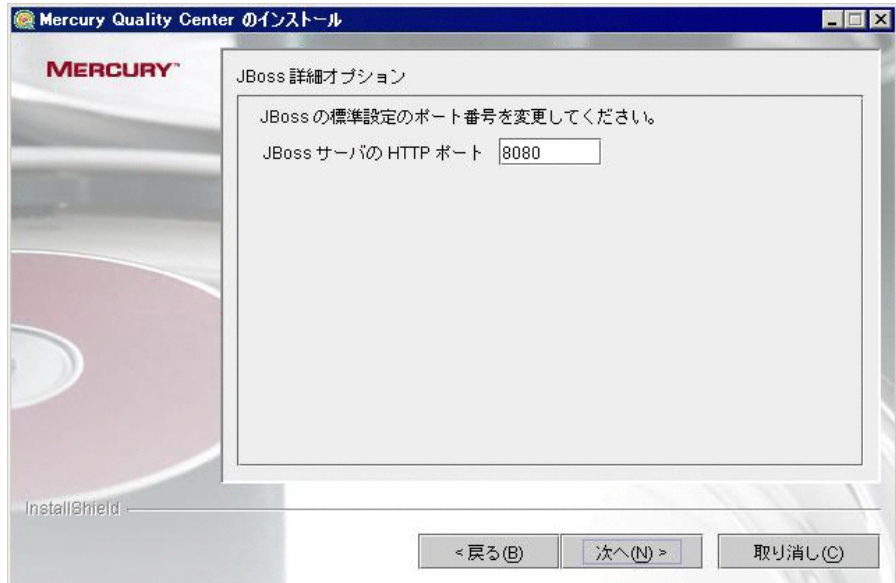 Mercury Quality Center のインストール
MERCURY™
JBoss 詳細オプション
JBoss の標準設定のポート番号を変更してください。
JBoss サーバの HTTP ポート 8080
InstallShield
<戻る(B) 次へ(N) > 取り消し(C)